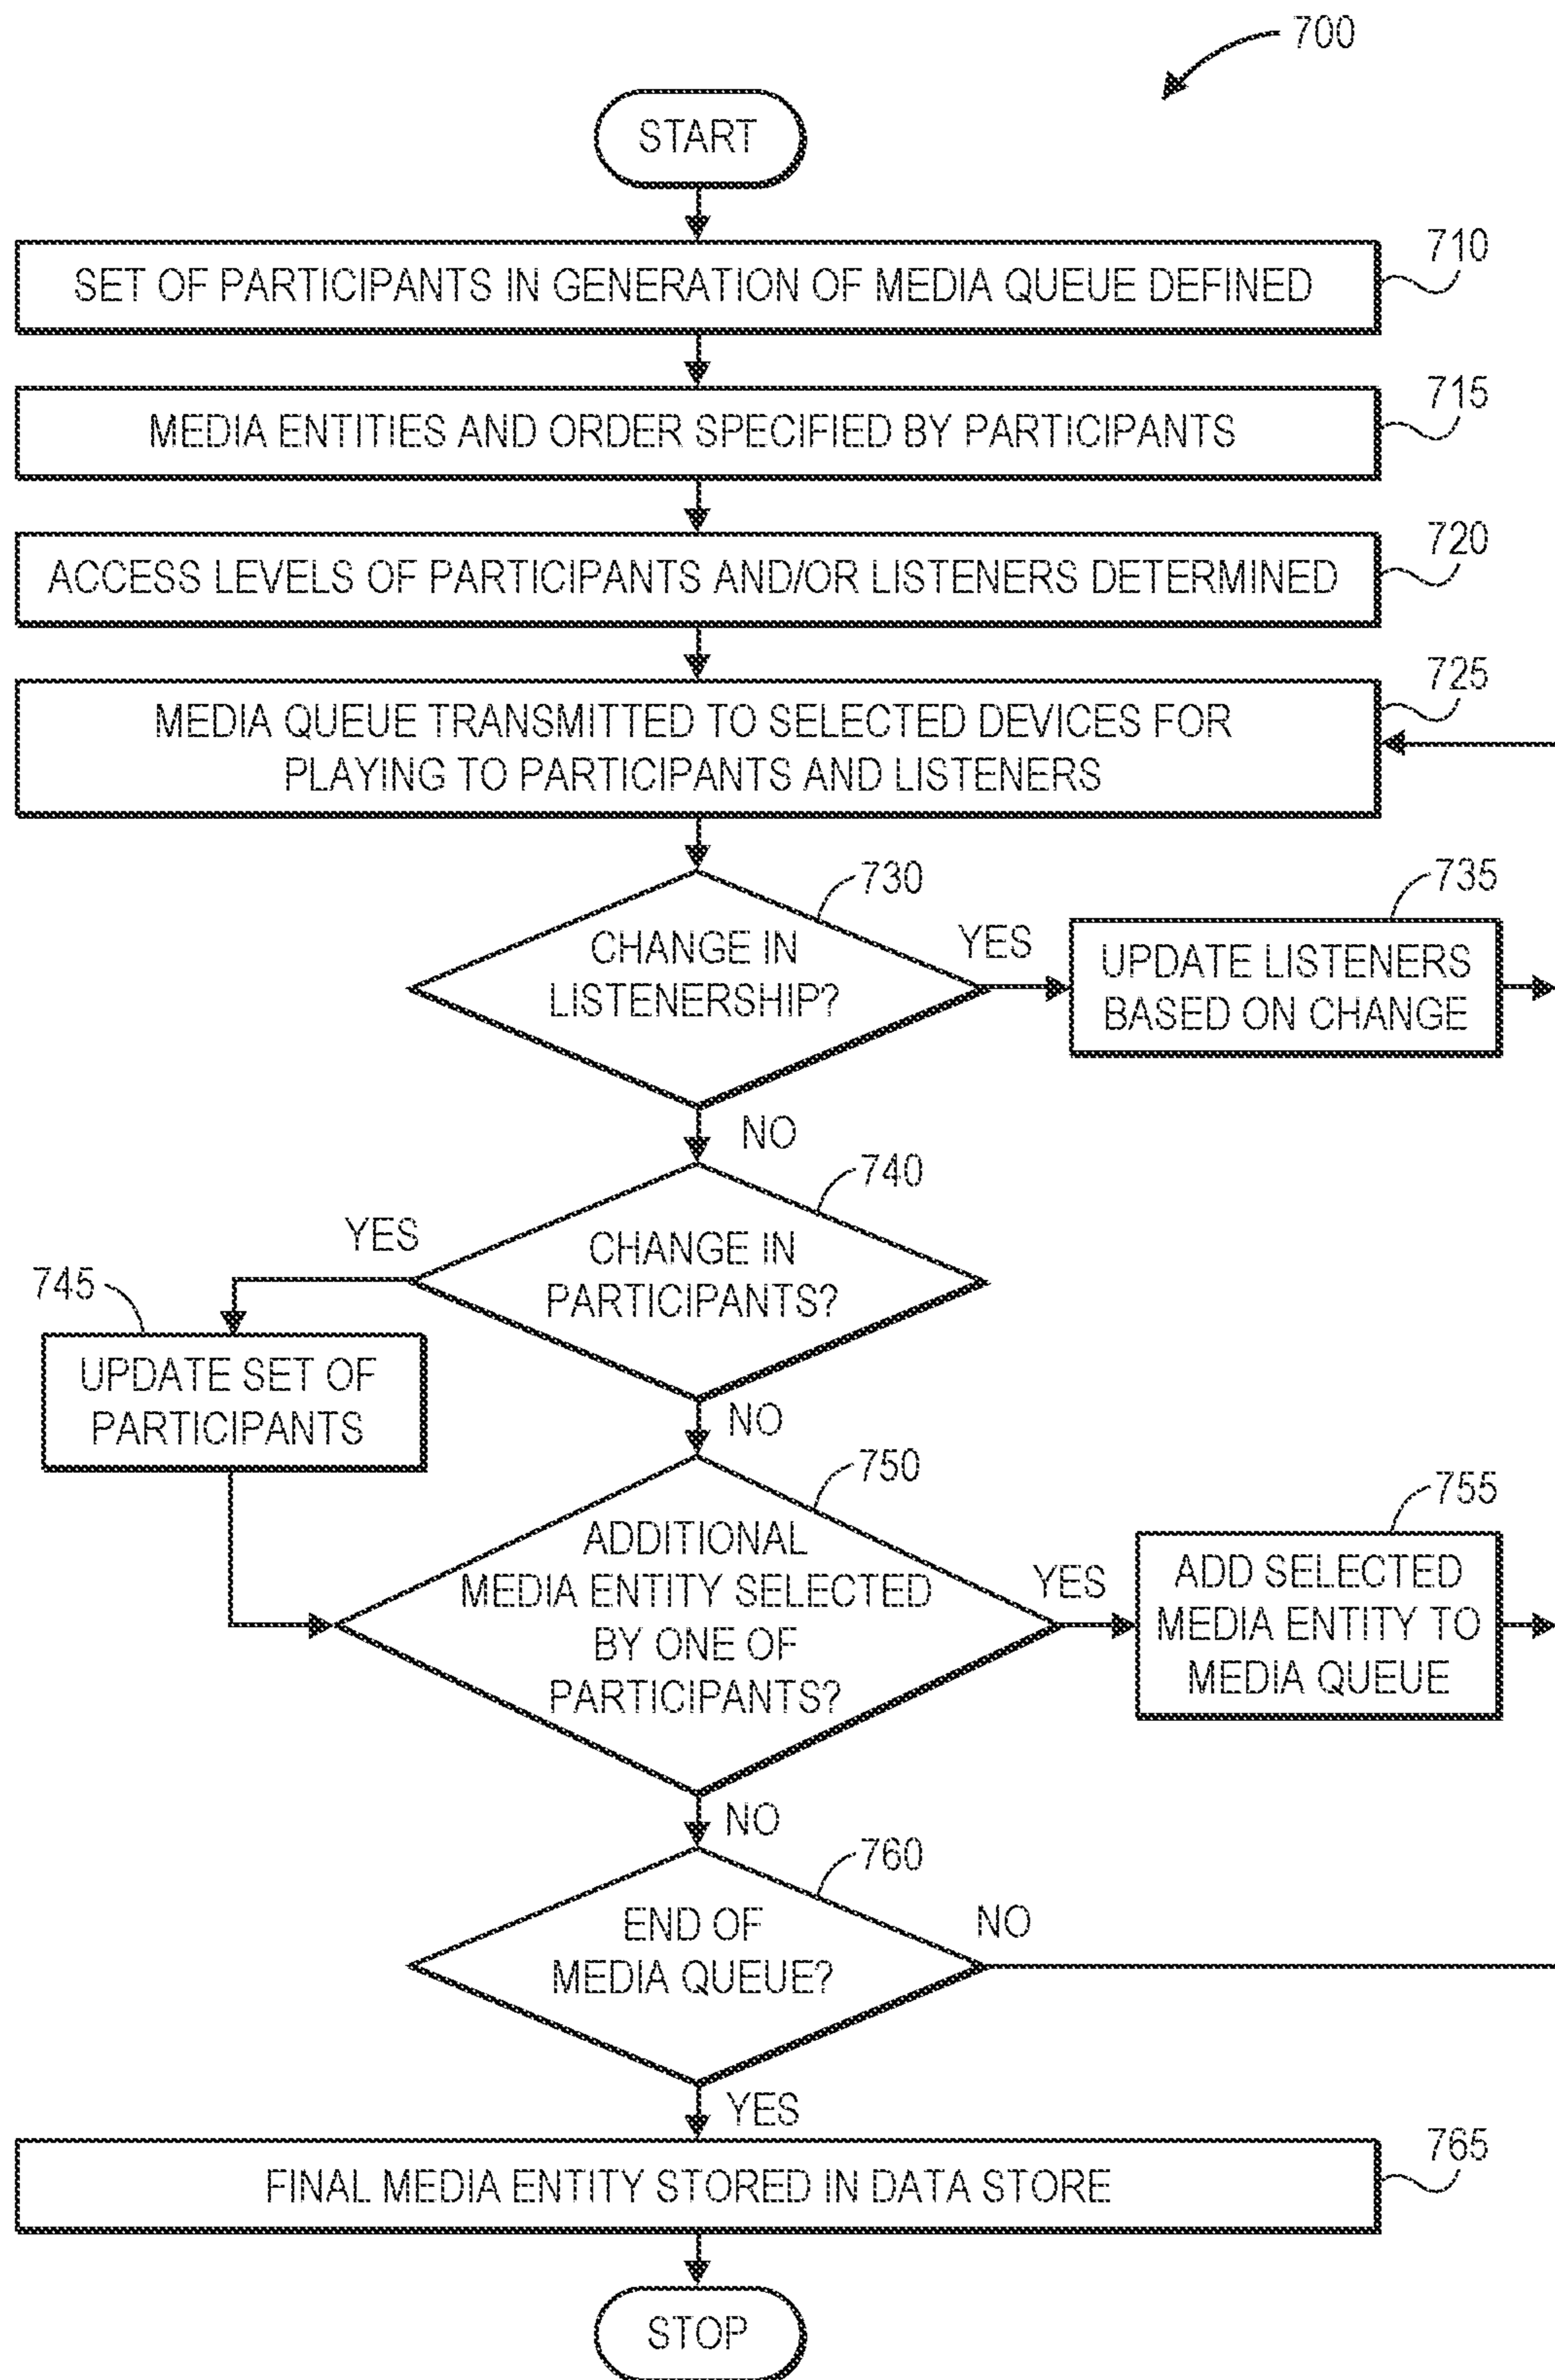 700
START
710
SET OF PARTICIPANTS IN GENERATION OF MEDIA QUEUE DEFINED
715
MEDIA ENTITIES AND ORDER SPECIFIED BY PARTICIPANTS
720
ACCESS LEVELS OF PARTICIPANTS AND/OR LISTENERS DETERMINED
725
MEDIA QUEUE TRANSMITTED TO SELECTED DEVICES FOR
PLAYING TO PARTICIPANTS AND LISTENERS
730
CHANGE IN
LISTENERSHIP?
YES
735
UPDATE LISTENERS
BASED ON CHANGE
NO
740
CHANGE IN
PARTICIPANTS?
YES
745
UPDATE SET OF
PARTICIPANTS
NO
750
ADDITIONAL
MEDIA ENTITY SELECTED
BY ONE OF
PARTICIPANTS?
YES
755
ADD SELECTED
MEDIA ENTITY TO
MEDIA QUEUE
NO
760
END OF
MEDIA QUEUE?
NO
YES
765
FINAL MEDIA ENTITY STORED IN DATA STORE
STOP